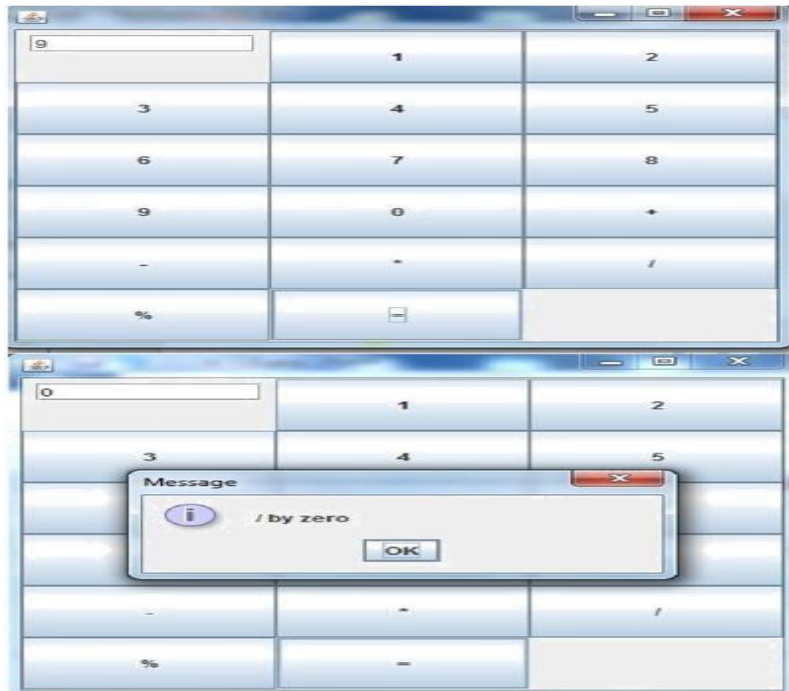 9
1 2
3 4 5
6 7 8
9 0 +
- * /
% =
0
1 2
3 4 5
Message
i / by zero
OK
- * /
% =